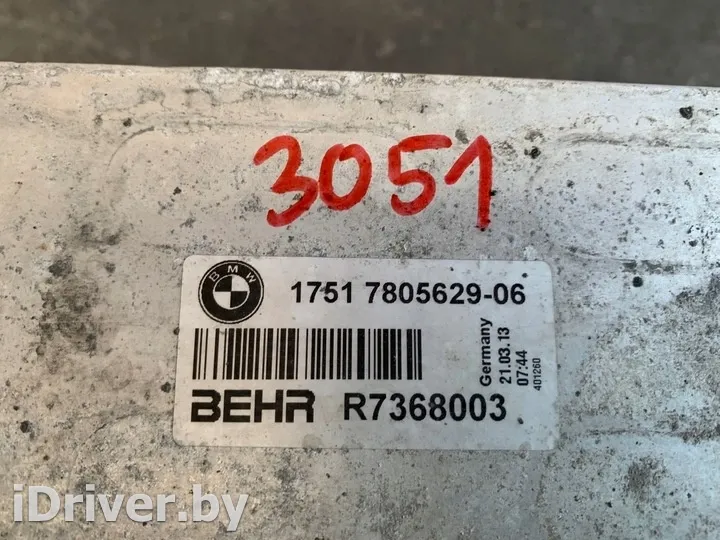 3051
BMW
1751 7805629-06
Germany
21.03.13
07:44
401260
BEHR R7368003
iDriver.by